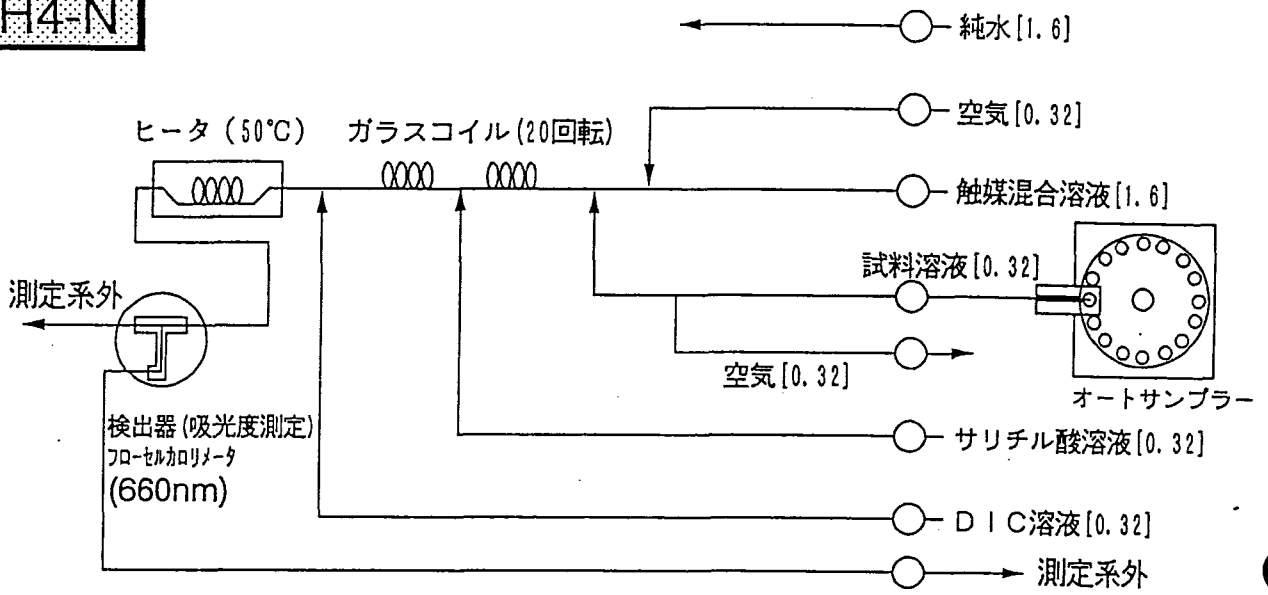 H4-N
純水[1.6]
空気[0.32]
ヒータ（50℃）
ガラスコイル(20回転)
触媒混合溶液[1.6]
試料溶液[0.32]
測定系外
空気[0.32]
オートサンプラー
検出器(吸光度測定)
フローセルカロリメータ
(660nm)
サリチル酸溶液[0.32]
ＤＩＣ溶液[0.32]
測定系外